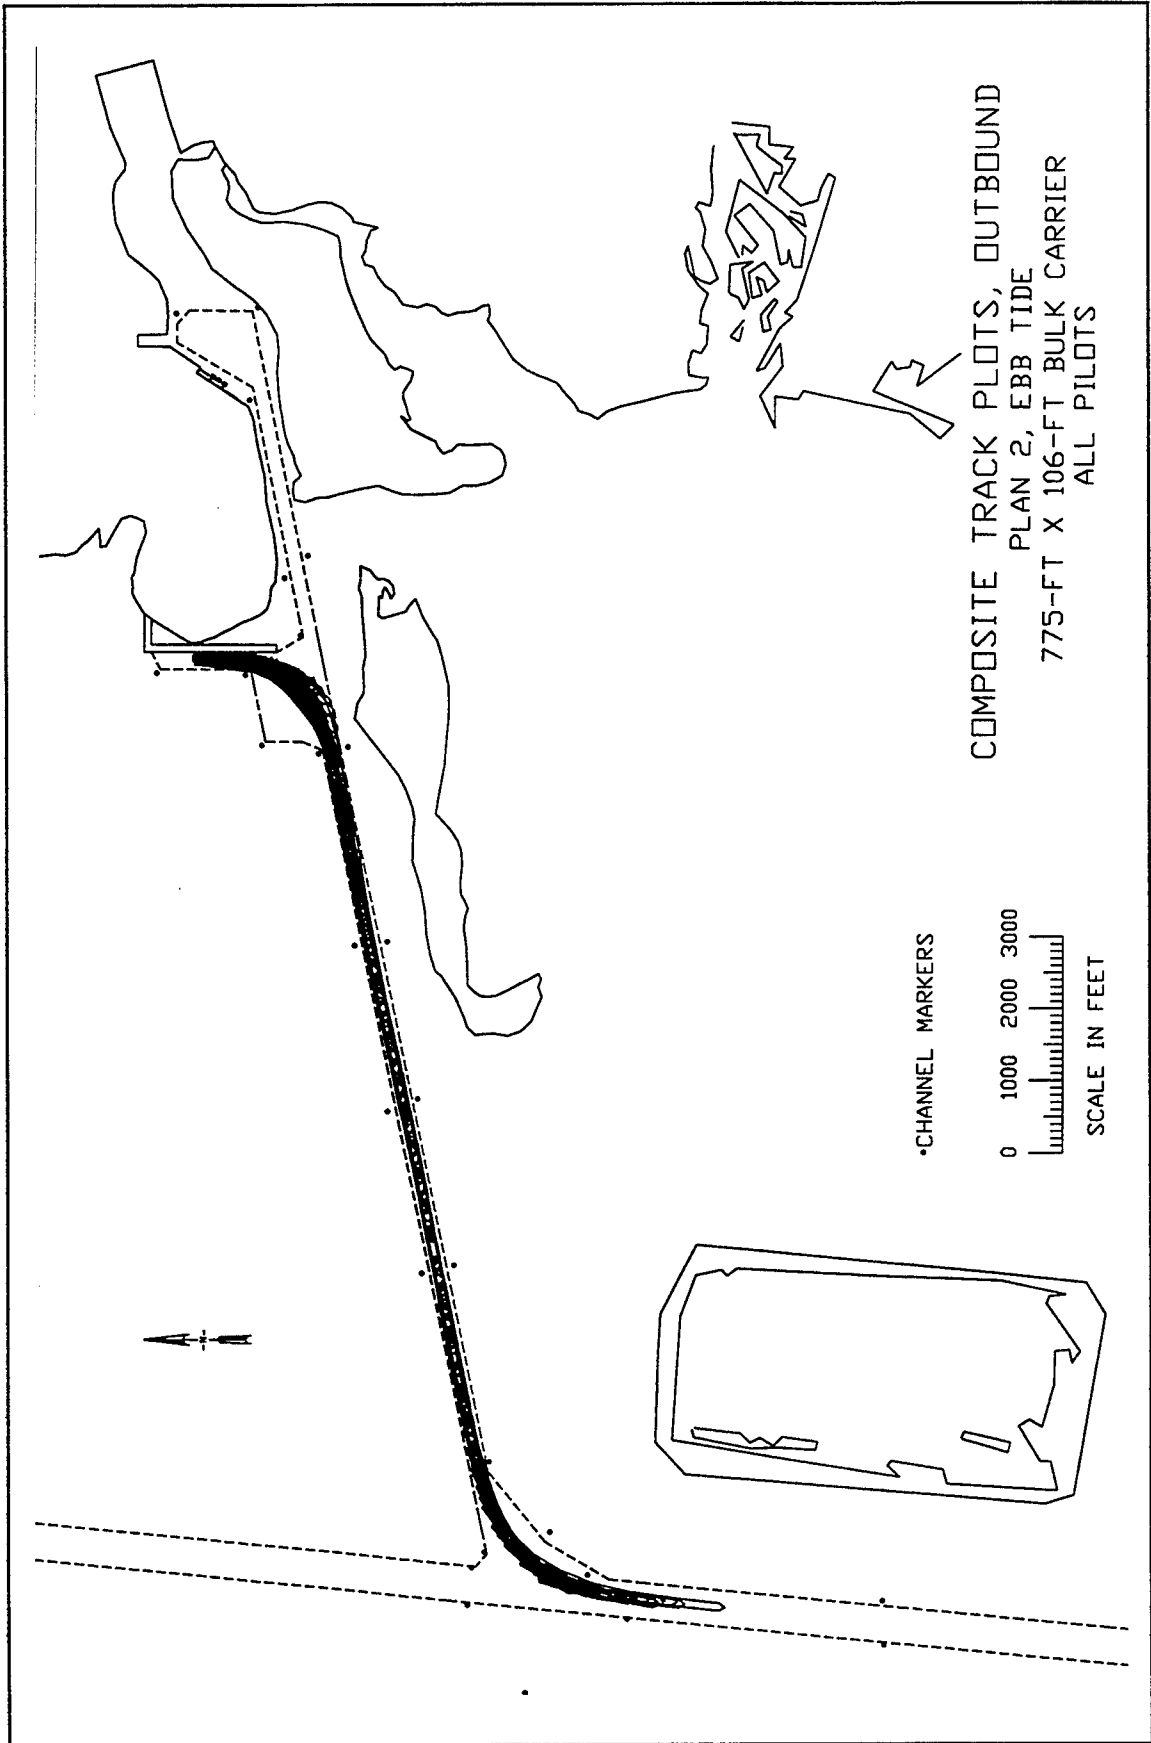 COMPOSITE TRACK PLOTS, OUTBOUND
PLAN 2, EBB TIDE
775-FT X 106-FT BULK CARRIER
ALL PILOTS
•CHANNEL MARKERS
0 1000 2000 3000
SCALE IN FEET
N